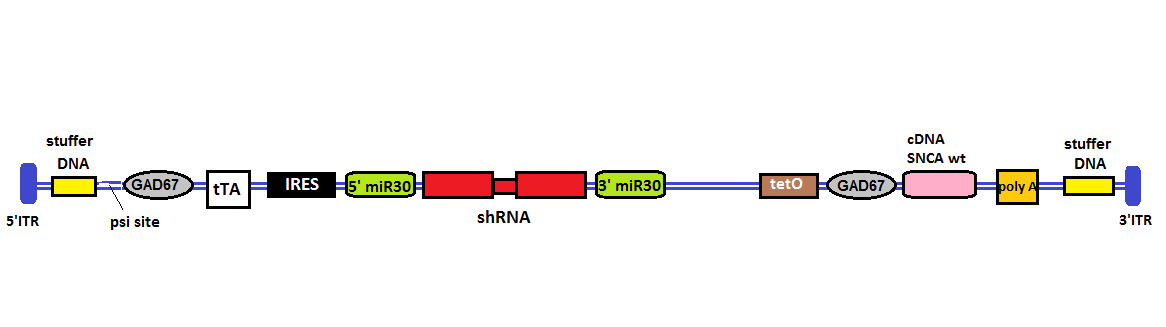 stuffer
DNA
cDNA
SNCA wt
stuffer
DNA
GAD67
tTA
IRES
5' miR30
3' miR30
tetO
GAD67
poly A
5'ITR
psi site
shRNA
3'ITR